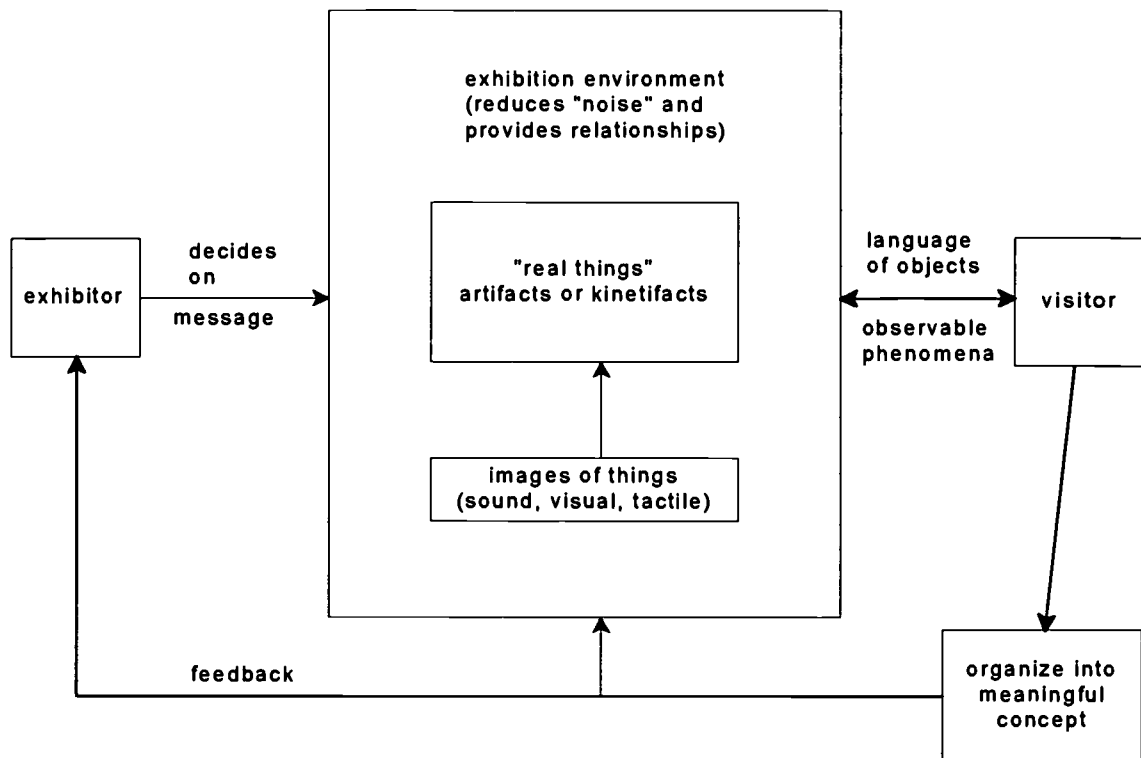 exhibition environment
(reduces "noise" and
provides relationships)
exhibitor
decides
on
message
"real things"
artifacts or kinetifacts
language
of objects
observable
phenomena
visitor
images of things
(sound, visual, tactile)
feedback
organize into
meaningful
concept